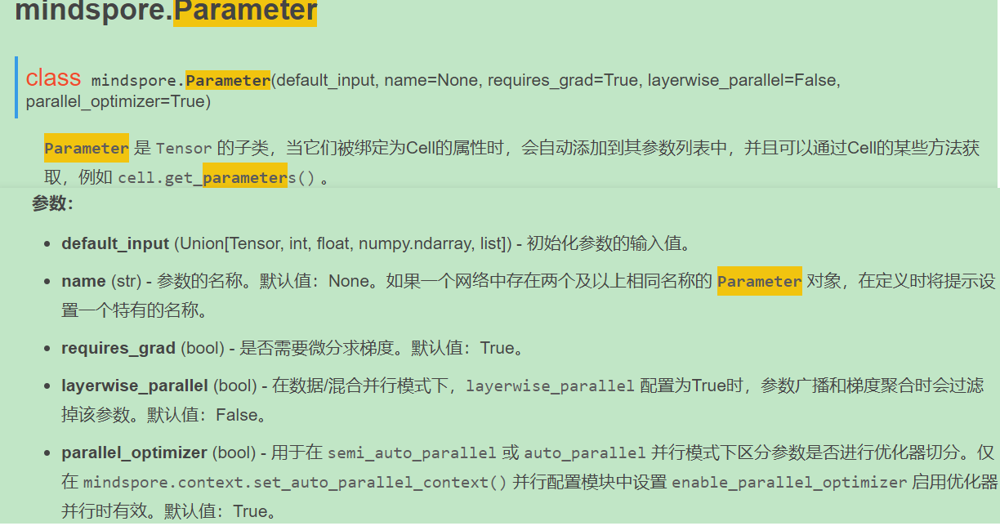 mindspore.Parameter
class mindspore.Parameter(default_input, name=None, requires_grad=True, layerwise_parallel=False,
parallel_optimizer=True)
Parameter 是 Tensor 的子类，当它们被绑定为Cell的属性时，会自动添加到其参数列表中，并且可以通过Cell的某些方法获
取，例如 cell.get_parameters() 。
参数：
• default_input (Union[Tensor, int, float, numpy.ndarray, list]) - 初始化参数的输入值。
• name (str) - 参数的名称。默认值：None。如果一个网络中存在两个及以上相同名称的 Parameter 对象，在定义时将提示设
置一个特有的名称。
• requires_grad (bool) - 是否需要微分求梯度。默认值：True。
• layerwise_parallel (bool) - 在数据/混合并行模式下，layerwise_parallel 配置为True时，参数广播和梯度聚合时会过滤
掉该参数。默认值：False。
• parallel_optimizer (bool) - 用于在 semi_auto_parallel 或 auto_parallel 并行模式下区分参数是否进行优化器切分。仅
在 mindspore.context.set_auto_parallel_context() 并行配置模块中设置 enable_parallel_optimizer 启用优化器
并行时有效。默认值：True。